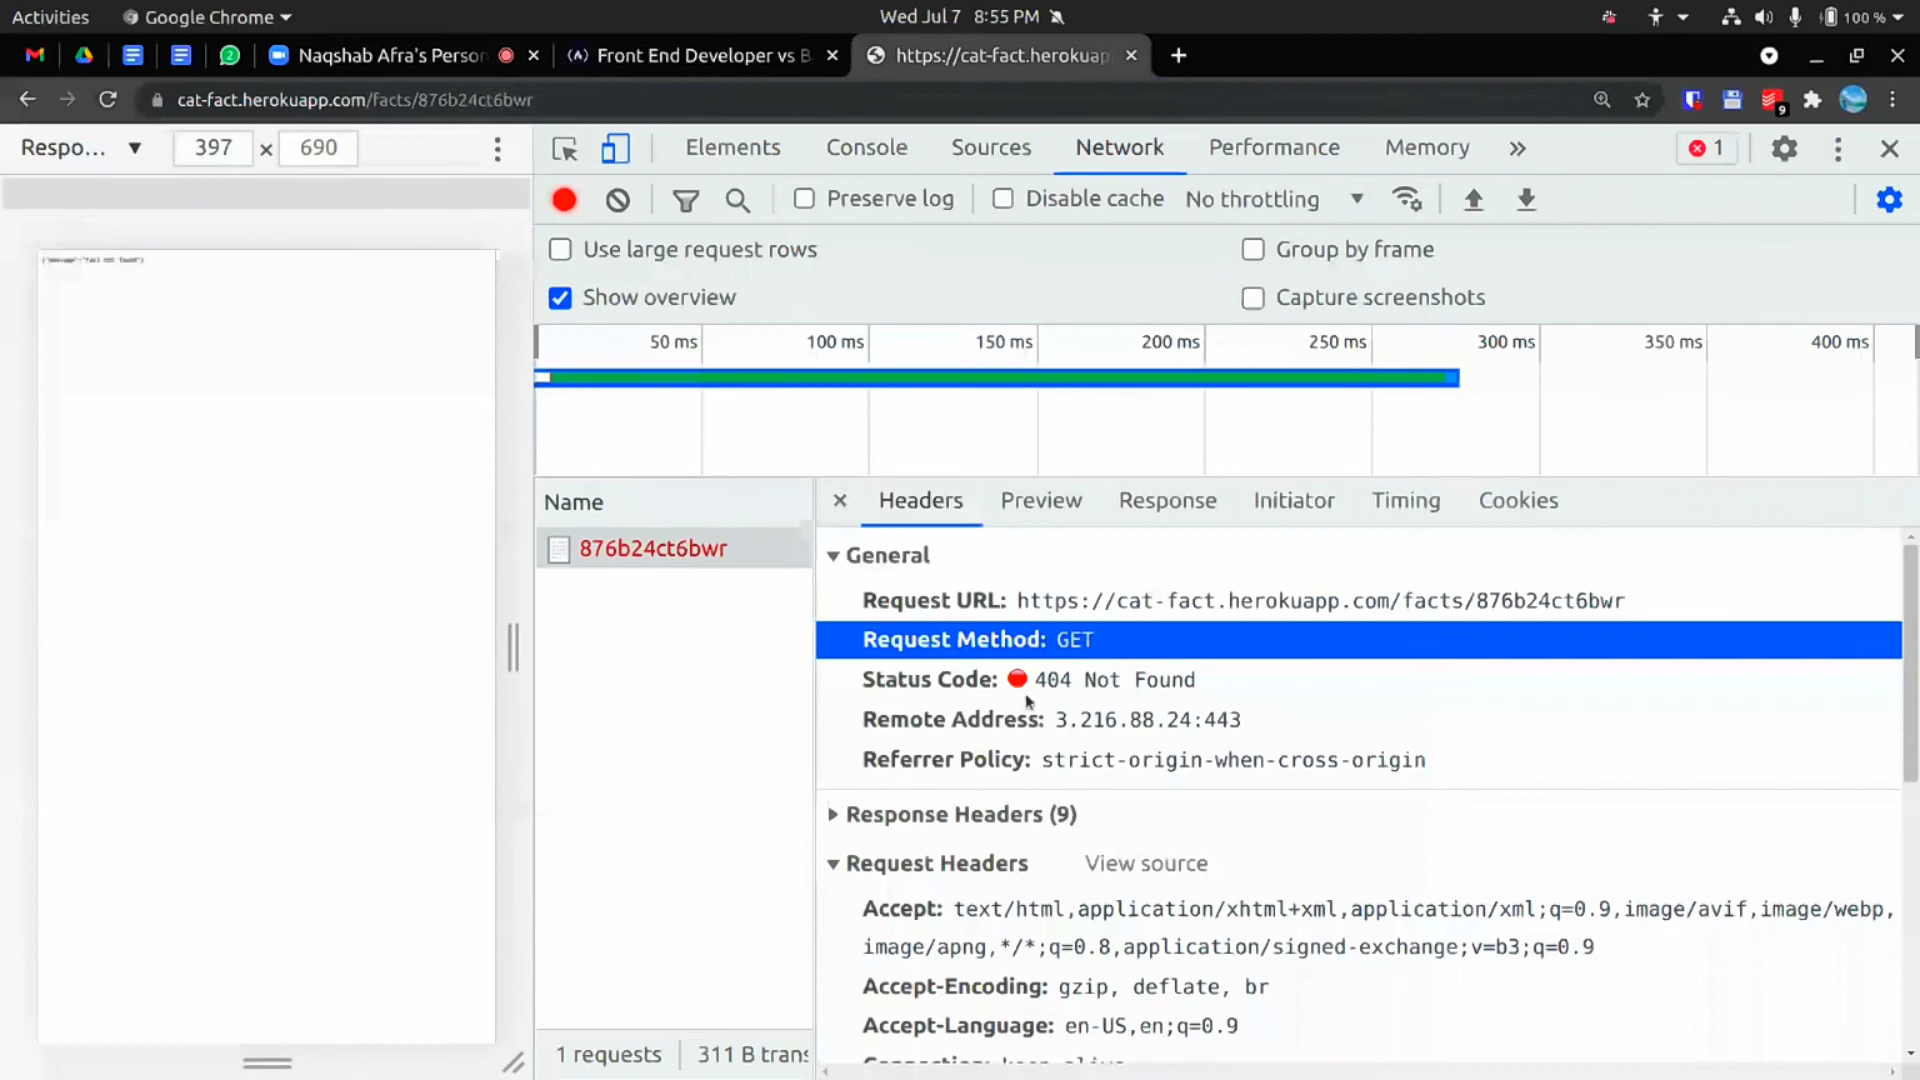 Activities
Google Chrome
Wed Jul 7 8:55 PM
100 %
Naqshab Afra's Person
Front End Developer vs B
https://cat-fact.herokuap
cat-fact.herokuapp.com/facts/876b24ct6bwr
9
Respo...
397 × 690
Elements
Console
Sources
Network
Performance
Memory
1
Preserve log
Disable cache
No throttling
Use large request rows
Group by frame
Show overview
Capture screenshots
50 ms
100 ms
150 ms
200 ms
250 ms
300 ms
350 ms
400 ms
{"message":"Fact not found"}
Name
876b24ct6bwr
Headers
Preview
Response
Initiator
Timing
Cookies
General
Request URL: https://cat-fact.herokuapp.com/facts/876b24ct6bwr
Request Method: GET
Status Code: 404 Not Found
Remote Address: 3.216.88.24:443
Referrer Policy: strict-origin-when-cross-origin
Response Headers (9)
Request Headers
View source
Accept: text/html,application/xhtml+xml,application/xml;q=0.9,image/avif,image/webp,
image/apng,*/*;q=0.8,application/signed-exchange;v=b3;q=0.9
Accept-Encoding: gzip, deflate, br
Accept-Language: en-US,en;q=0.9
Connection: keep-alive
1 requests
311 B trans